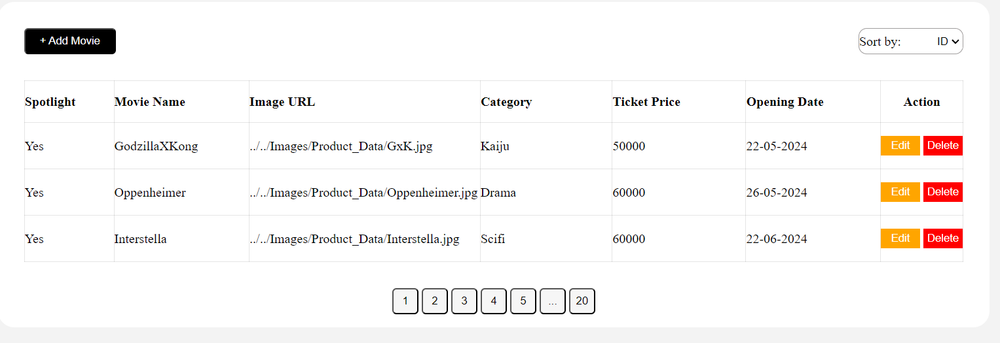 + Add Movie Sort by: ID
Spotlight Movie Name Image URL Category Ticket Price Opening Date Action
Yes GodzillaXKong ../../Images/Product_Data/GxK.jpg Kaiju 50000 22-05-2024 Edit Delete
Yes Oppenheimer ../../Images/Product_Data/Oppenheimer.jpg Drama 60000 26-05-2024 Edit Delete
Yes Interstella ../../Images/Product_Data/Interstella.jpg Scifi 60000 22-06-2024 Edit Delete
1 2 3 4 5 ... 20